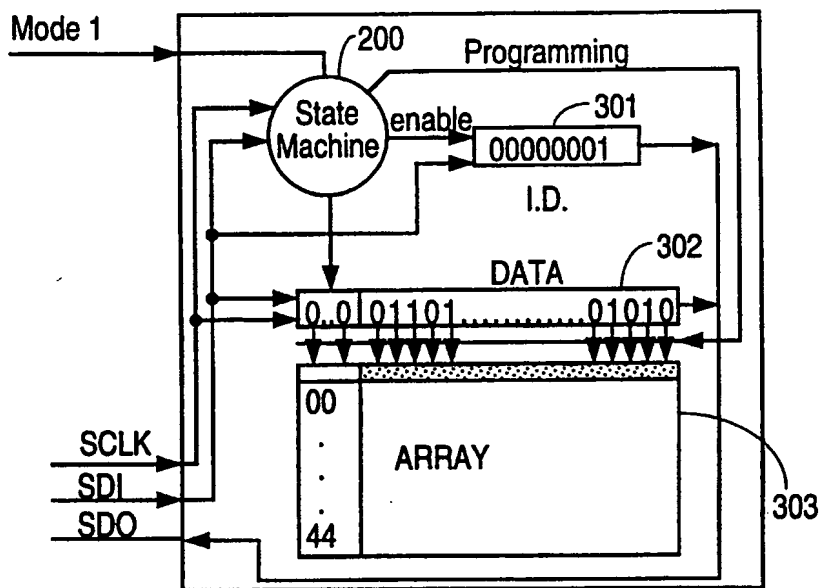 Mode 1
200
Programming
State
Machine
enable
301
00000001
I.D.
DATA
302
0..0 01101..............01010
00
.
.
.
44
ARRAY
303
SCLK
SDI
SDO